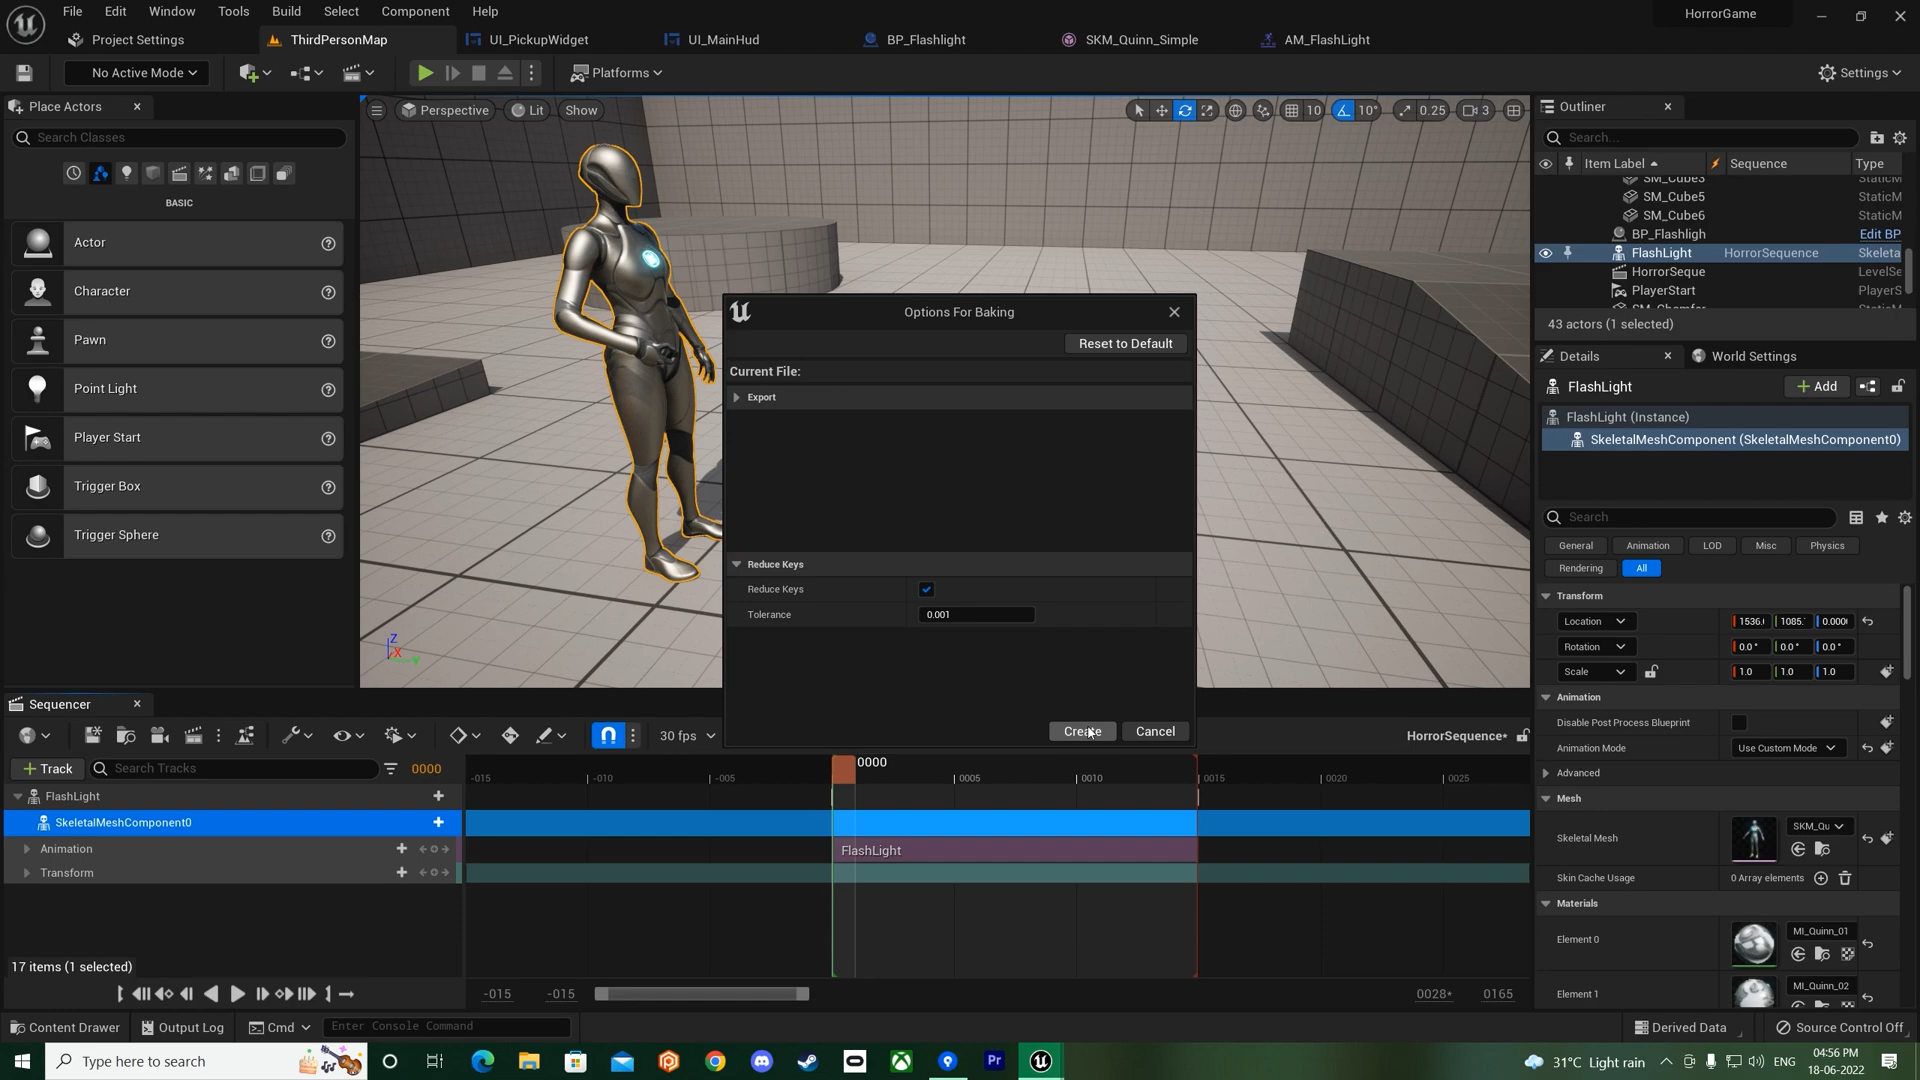 File Edit Window Tools Build Select Component Help
HorrorGame
Project Settings
ThirdPersonMap
UI_PickupWidget
UI_MainHud
BP_Flashlight
SKM_Quinn_Simple
AM_FlashLight
No Active Mode
Platforms
Settings
Place Actors
Search Classes
BASIC
Actor
Character
Pawn
Point Light
Player Start
Trigger Box
Trigger Sphere
Perspective
Lit
Show
10
10°
0.25
3
Z
X
Y
Options For Baking
Reset to Default
Current File:
Export
Reduce Keys
Reduce Keys
Tolerance 0.001
Create Cancel
Outliner
Search...
Item Label Sequence Type
SM_Cube3 StaticM
SM_Cube5 StaticM
SM_Cube6 StaticM
BP_Flashligh Edit BP
FlashLight HorrorSequence Skeleta
HorrorSeque LevelSe
PlayerStart PlayerS
43 actors (1 selected)
Details
World Settings
FlashLight
Add
FlashLight (Instance)
SkeletalMeshComponent (SkeletalMeshComponent0)
Search
General Animation LOD Misc Physics
Rendering All
Transform
Location 1536.( 1085. 0.000(
Rotation 0.0 ° 0.0 ° 0.0 °
Scale 1.0 1.0 1.0
Animation
Disable Post Process Blueprint
Animation Mode Use Custom Mode
Advanced
Mesh
Skeletal Mesh SKM_Qu
Skin Cache Usage 0 Array elements
Materials
Element 0 MI_Quinn_01
Element 1 MI_Quinn_02
Sequencer
30 fps
HorrorSequence*
Track
Search Tracks
0000
-015 -010 -005 0000 0005 0010 0015 0020 0025
FlashLight
SkeletalMeshComponent0
Animation
FlashLight
Transform
17 items (1 selected)
-015 -015 0028* 0165
Content Drawer Output Log Cmd Enter Console Command
Derived Data Source Control Off
Type here to search
Pr
31°C Light rain
ENG
04:56 PM
18-06-2022